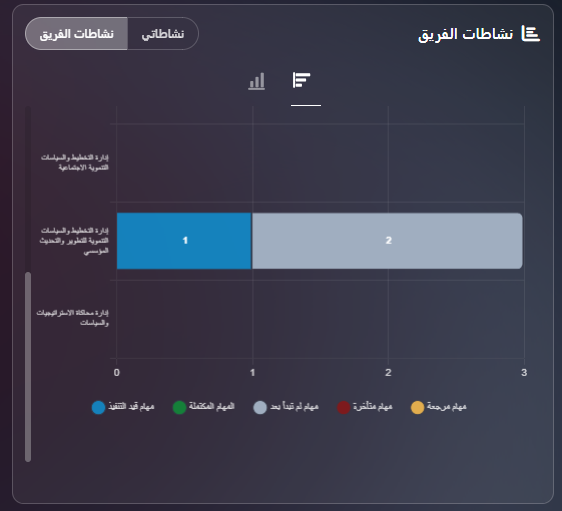 نشاطات الفريق
نشاطاتي
نشاطات الفريق
إدارة التخطيط والسياسات
التنموية الاجتماعية
إدارة التخطيط والسياسات
التنموية للتطوير والتحديث
المؤسسي
1
2
إدارة محاكاة الاستراتيجيات
والسياسات
0
1
2
3
مهام قيد التنفيذ
المهام المكتملة
مهام لم تبدأ بعد
مهام متأخرة
مهام مرجعة